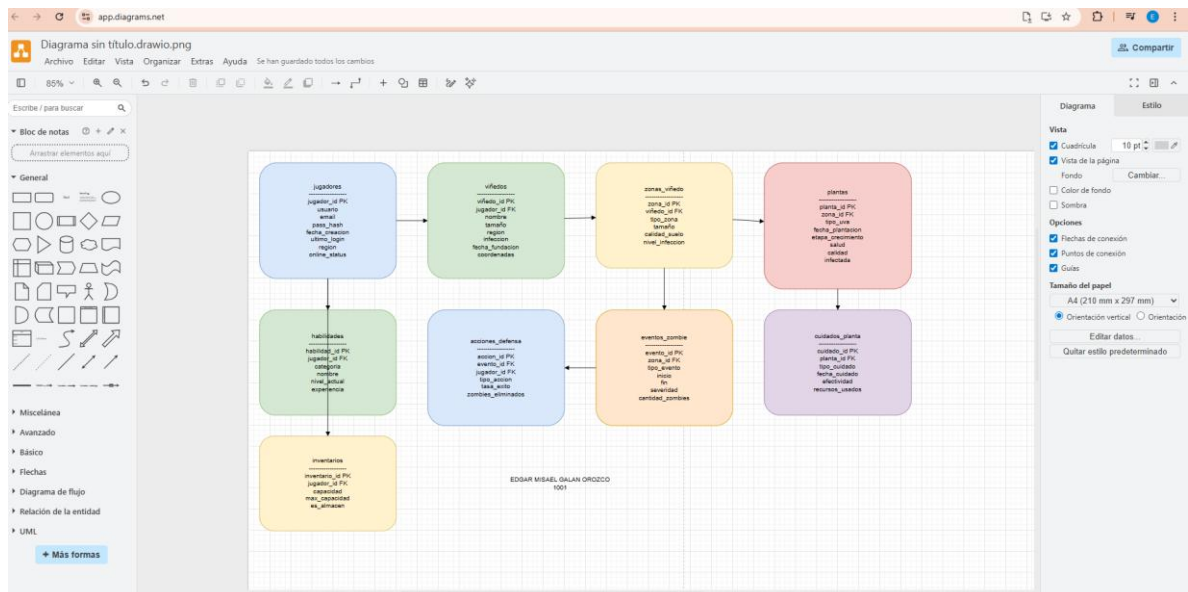 app.diagrams.net
E
Diagrama sin título.drawio.png
Archivo Editar Vista Organizar Extras Ayuda Se han guardado todos los cambios
Compartir
85%
Escribe / para buscar
Bloc de notas
Arrastrar elementos aquí
General
Miscelánea
Avanzado
Básico
Flechas
Diagrama de flujo
Relación de la entidad
UML
+ Más formas
jugadores
jugador_id PK
usuario
email
pass_hash
fecha_creacion
ultimo_login
region
online_status
viñedos
viñedo_id PK
jugador_id FK
nombre
tamaño
region
infeccion
fecha_fundacion
coordenadas
zonas_viñedo
zona_id PK
viñedo_id FK
tipo_zona
tamaño
calidad_suelo
nivel_infeccion
plantas
planta_id PK
zona_id FK
tipo_uva
fecha_plantacion
etapa_crecimiento
salud
calidad
infectada
habilidades
habilidad_id PK
jugador_id FK
categoria
nombre
nivel_actual
experiencia
acciones_defensa
accion_id PK
evento_id FK
jugador_id FK
tipo_accion
tasa_exito
zombies_eliminados
eventos_zombie
evento_id PK
zona_id FK
tipo_evento
inicio
fin
severidad
cantidad_zombies
cuidados_planta
cuidado_id PK
planta_id FK
tipo_cuidado
fecha_cuidado
efectividad
recursos_usados
inventarios
inventario_id PK
jugador_id FK
capacidad
max_capacidad
es_almacen
EDGAR MISAEL GALAN OROZCO
1001
Diagrama Estilo
Vista
Cuadrícula 10 pt
Vista de la página
Fondo Cambiar...
Color de fondo
Sombra
Opciones
Flechas de conexión
Puntos de conexión
Guías
Tamaño del papel
A4 (210 mm x 297 mm)
Orientación vertical Orientación
Editar datos...
Quitar estilo predeterminado